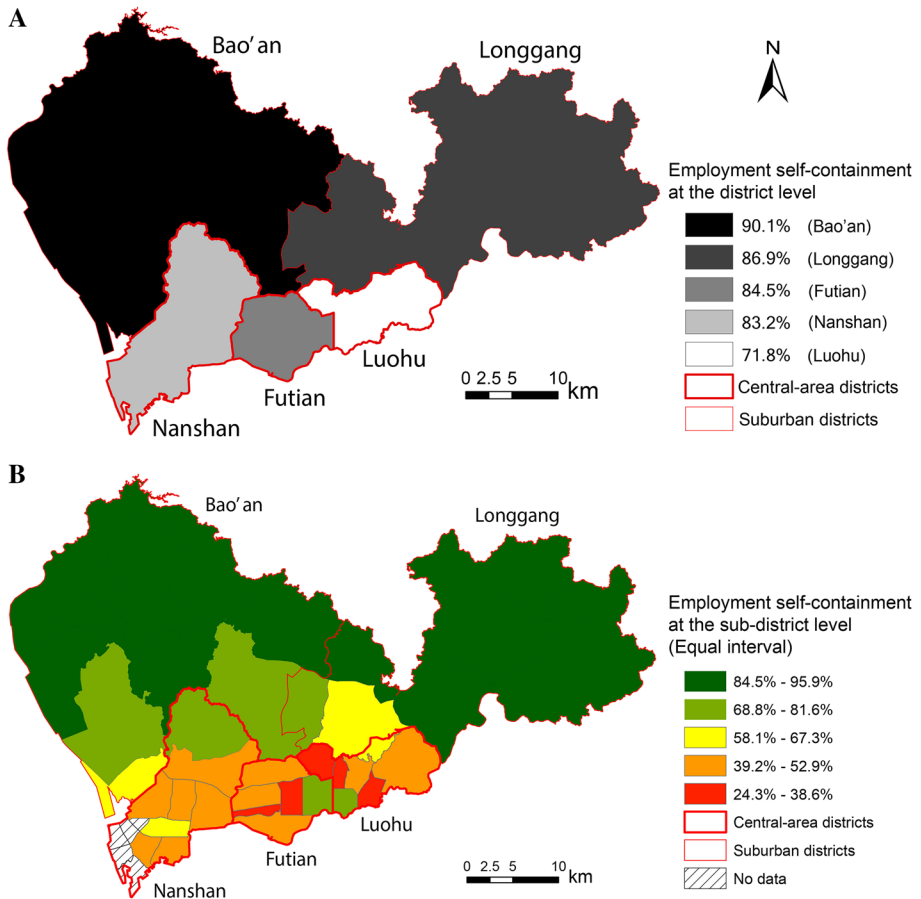 A
Bao’an
Longgang
N
Employment self-containment
at the district level
90.1% (Bao’an)
86.9% (Longgang)
84.5% (Futian)
83.2% (Nanshan)
71.8% (Luohu)
Central-area districts
Suburban districts
Luohu
Futian
Nanshan
0 2.5 5 10 km
B
Bao’an
Longgang
Employment self-containment
at the sub-district level
(Equal interval)
84.5% - 95.9%
68.8% - 81.6%
58.1% - 67.3%
39.2% - 52.9%
24.3% - 38.6%
Central-area districts
Suburban districts
No data
Luohu
Futian
Nanshan
0 2.5 5 10
km